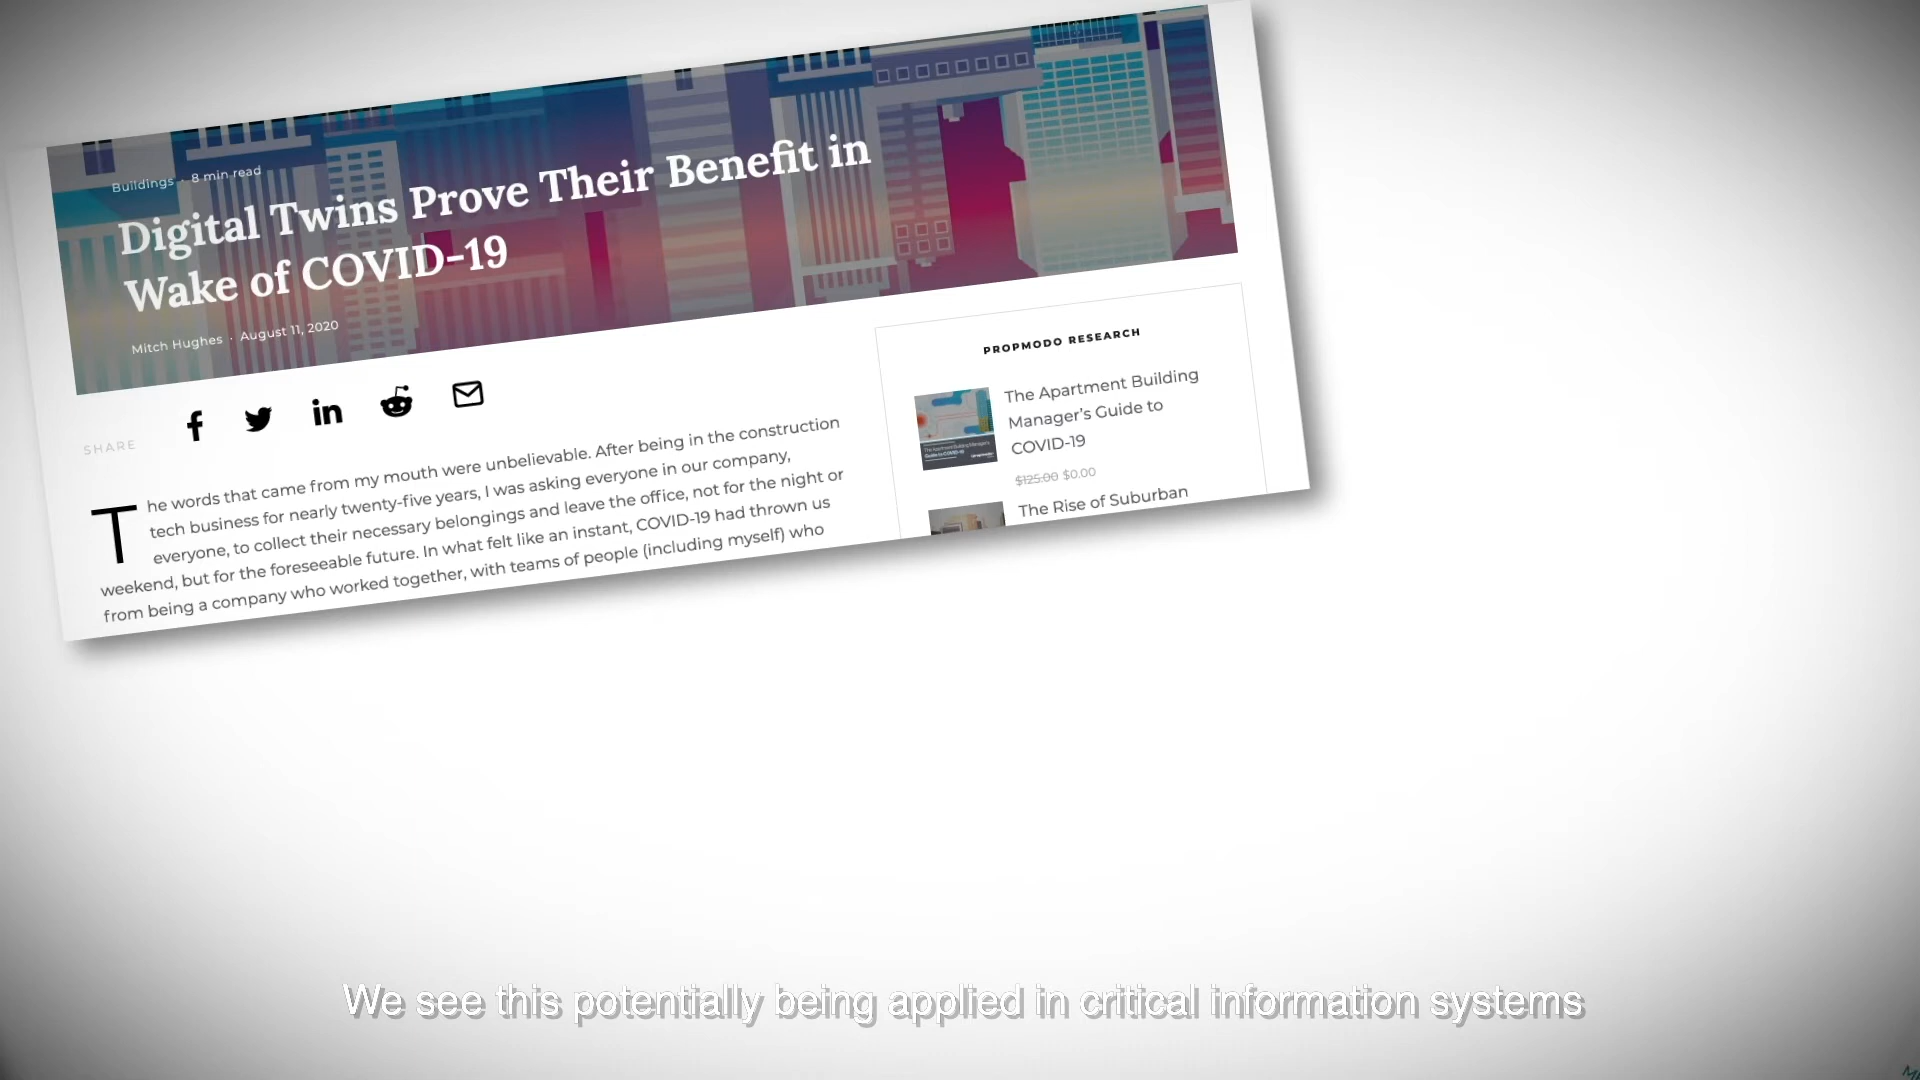 Buildings · 8 min read
Digital Twins Prove Their Benefit in
Wake of COVID-19
Mitch Hughes · August 11, 2020
SHARE
The words that came from my mouth were unbelievable. After being in the construction
tech business for nearly twenty-five years, I was asking everyone in our company,
everyone, to collect their necessary belongings and leave the office, not for the night or
weekend, but for the foreseeable future. In what felt like an instant, COVID-19 had thrown us
from being a company who worked together, with teams of people (including myself) who
PROPMODO RESEARCH
The Apartment Building
Manager's Guide to
COVID-19
$125.00 $0.00
The Rise of Suburban
We see this potentially being applied in critical information systems